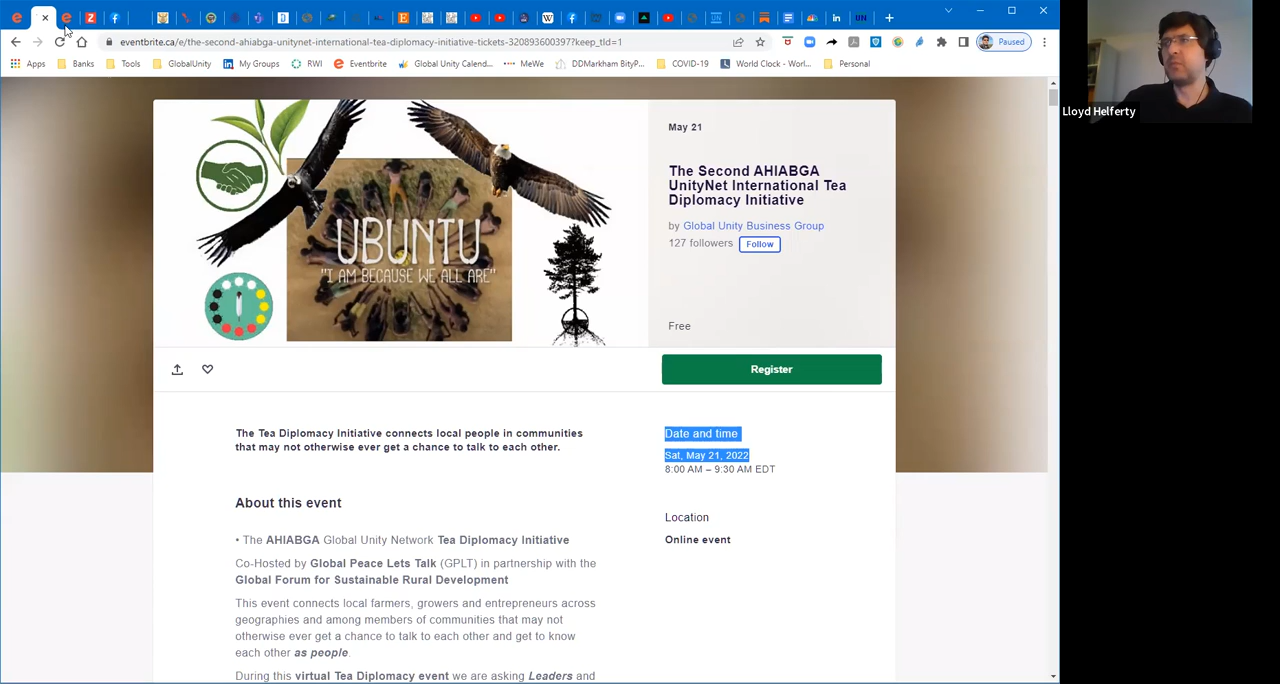 eventbrite.ca/e/the-second-ahiabga-unitynet-international-tea-diplomacy-initiative-tickets-320893600397?keep_tld=1
Paused
Apps
Banks
Tools
GlobalUnity
My Groups
RWI
Eventbrite
Global Unity Calend...
MeWe
DDMarkham BityP...
COVID-19
World Clock - Worl...
Personal
Lloyd Helferty
UBUNTU
"I AM BECAUSE WE ALL ARE"
May 21
The Second AHIABGA
UnityNet International Tea
Diplomacy Initiative
by Global Unity Business Group
127 followers Follow
Free
Register
The Tea Diplomacy Initiative connects local people in communities
that may not otherwise ever get a chance to talk to each other.
Date and time
Sat, May 21, 2022
8:00 AM – 9:30 AM EDT
About this event
Location
Online event
• The AHIABGA Global Unity Network Tea Diplomacy Initiative
Co-Hosted by Global Peace Lets Talk (GPLT) in partnership with the
Global Forum for Sustainable Rural Development
This event connects local farmers, growers and entrepreneurs across
geographies and among members of communities that may not
otherwise ever get a chance to talk to each other and get to know
each other as people.
During this virtual Tea Diplomacy event we are asking Leaders and